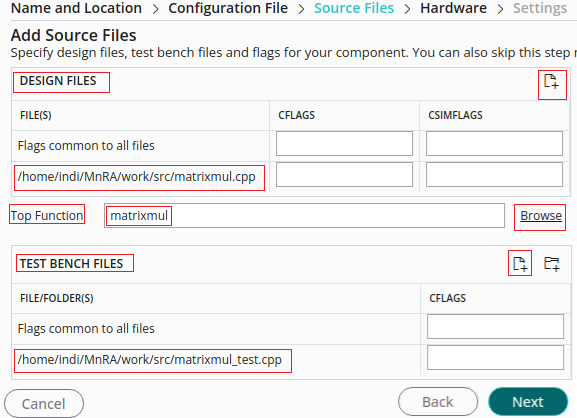 Name and Location > Configuration File > Source Files > Hardware > Settings
Add Source Files
Specify design files, test bench files and flags for your component. You can also skip this step
DESIGN FILES
FILE(S) CFLAGS CSIMFLAGS
Flags common to all files
/home/indi/MnRA/work/src/matrixmul.cpp
Top Function matrixmul Browse
TEST BENCH FILES
FILE/FOLDER(S) CFLAGS
Flags common to all files
/home/indi/MnRA/work/src/matrixmul_test.cpp
Cancel Back Next